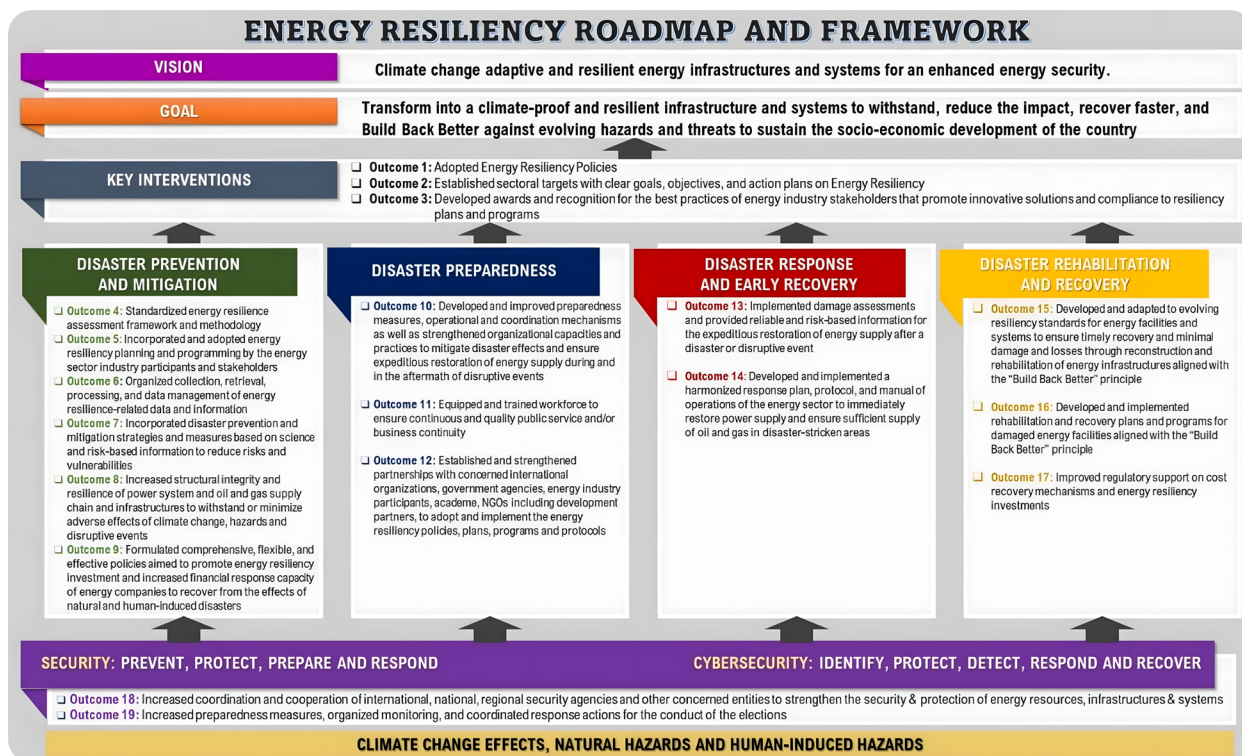 ENERGY RESILIENCY ROADMAP AND FRAMEWORK
VISION
Climate change adaptive and resilient energy infrastructures and systems for an enhanced energy security.
GOAL
Transform into a climate-proof and resilient infrastructure and systems to withstand, reduce the impact, recover faster, and
Build Back Better against evolving hazards and threats to sustain the socio-economic development of the country
KEY INTERVENTIONS
❑ Outcome 1: Adopted Energy Resiliency Policies
❑ Outcome 2: Established sectoral targets with clear goals, objectives, and action plans on Energy Resiliency
❑ Outcome 3: Developed awards and recognition for the best practices of energy industry stakeholders that promote innovative solutions and compliance to resiliency
plans and programs
DISASTER PREVENTION
AND MITIGATION
❑ Outcome 4: Standardized energy resilience
assessment framework and methodology
❑ Outcome 5: Incorporated and adopted energy
resiliency planning and programming by the energy
sector industry participants and stakeholders
❑ Outcome 6: Organized collection, retrieval,
processing, and data management of energy
resilience-related data and information
❑ Outcome 7: Incorporated disaster prevention and
mitigation strategies and measures based on science
and risk-based information to reduce risks and
vulnerabilities
❑ Outcome 8: Increased structural integrity and
resilience of power system and oil and gas supply
chain and infrastructures to withstand or minimize
adverse effects of climate change, hazards and
disruptive events
❑ Outcome 9: Formulated comprehensive, flexible, and
effective policies aimed to promote energy resiliency
investment and increased financial response capacity
of energy companies to recover from the effects of
natural and human-induced disasters
DISASTER PREPAREDNESS
❑ Outcome 10: Developed and improved preparedness
measures, operational and coordination mechanisms
as well as strengthened organizational capacities and
practices to mitigate disaster effects and ensure
expeditious restoration of energy supply during and
in the aftermath of disruptive events
❑ Outcome 11: Equipped and trained workforce to
ensure continuous and quality public service and/or
business continuity
❑ Outcome 12: Established and strengthened
partnerships with concerned international
organizations, government agencies, energy industry
participants, academe, NGOs including development
partners, to adopt and implement the energy
resiliency policies, plans, programs and protocols
DISASTER RESPONSE
AND EARLY RECOVERY
❑ Outcome 13: Implemented damage assessments
and provided reliable and risk-based information for
the expeditious restoration of energy supply after a
disaster or disruptive event
❑ Outcome 14: Developed and implemented a
harmonized response plan, protocol, and manual of
operations of the energy sector to immediately
restore power supply and ensure sufficient supply
of oil and gas in disaster-stricken areas
DISASTER REHABILITATION
AND RECOVERY
❑ Outcome 15: Developed and adapted to evolving
resiliency standards for energy facilities and
systems to ensure timely recovery and minimal
damage and losses through reconstruction and
rehabilitation of energy infrastructures aligned with
the “Build Back Better” principle
❑ Outcome 16: Developed and implemented
rehabilitation and recovery plans and programs for
damaged energy facilities aligned with the “Build
Back Better” principle
❑ Outcome 17: Improved regulatory support on cost
recovery mechanisms and energy resiliency
investments
SECURITY: PREVENT, PROTECT, PREPARE AND RESPOND
CYBERSECURITY: IDENTIFY, PROTECT, DETECT, RESPOND AND RECOVER
❑ Outcome 18: Increased coordination and cooperation of international, national, regional security agencies and other concerned entities to strengthen the security & protection of energy resources, infrastructures & systems
❑ Outcome 19: Increased preparedness measures, organized monitoring, and coordinated response actions for the conduct of the elections
CLIMATE CHANGE EFFECTS, NATURAL HAZARDS AND HUMAN-INDUCED HAZARDS